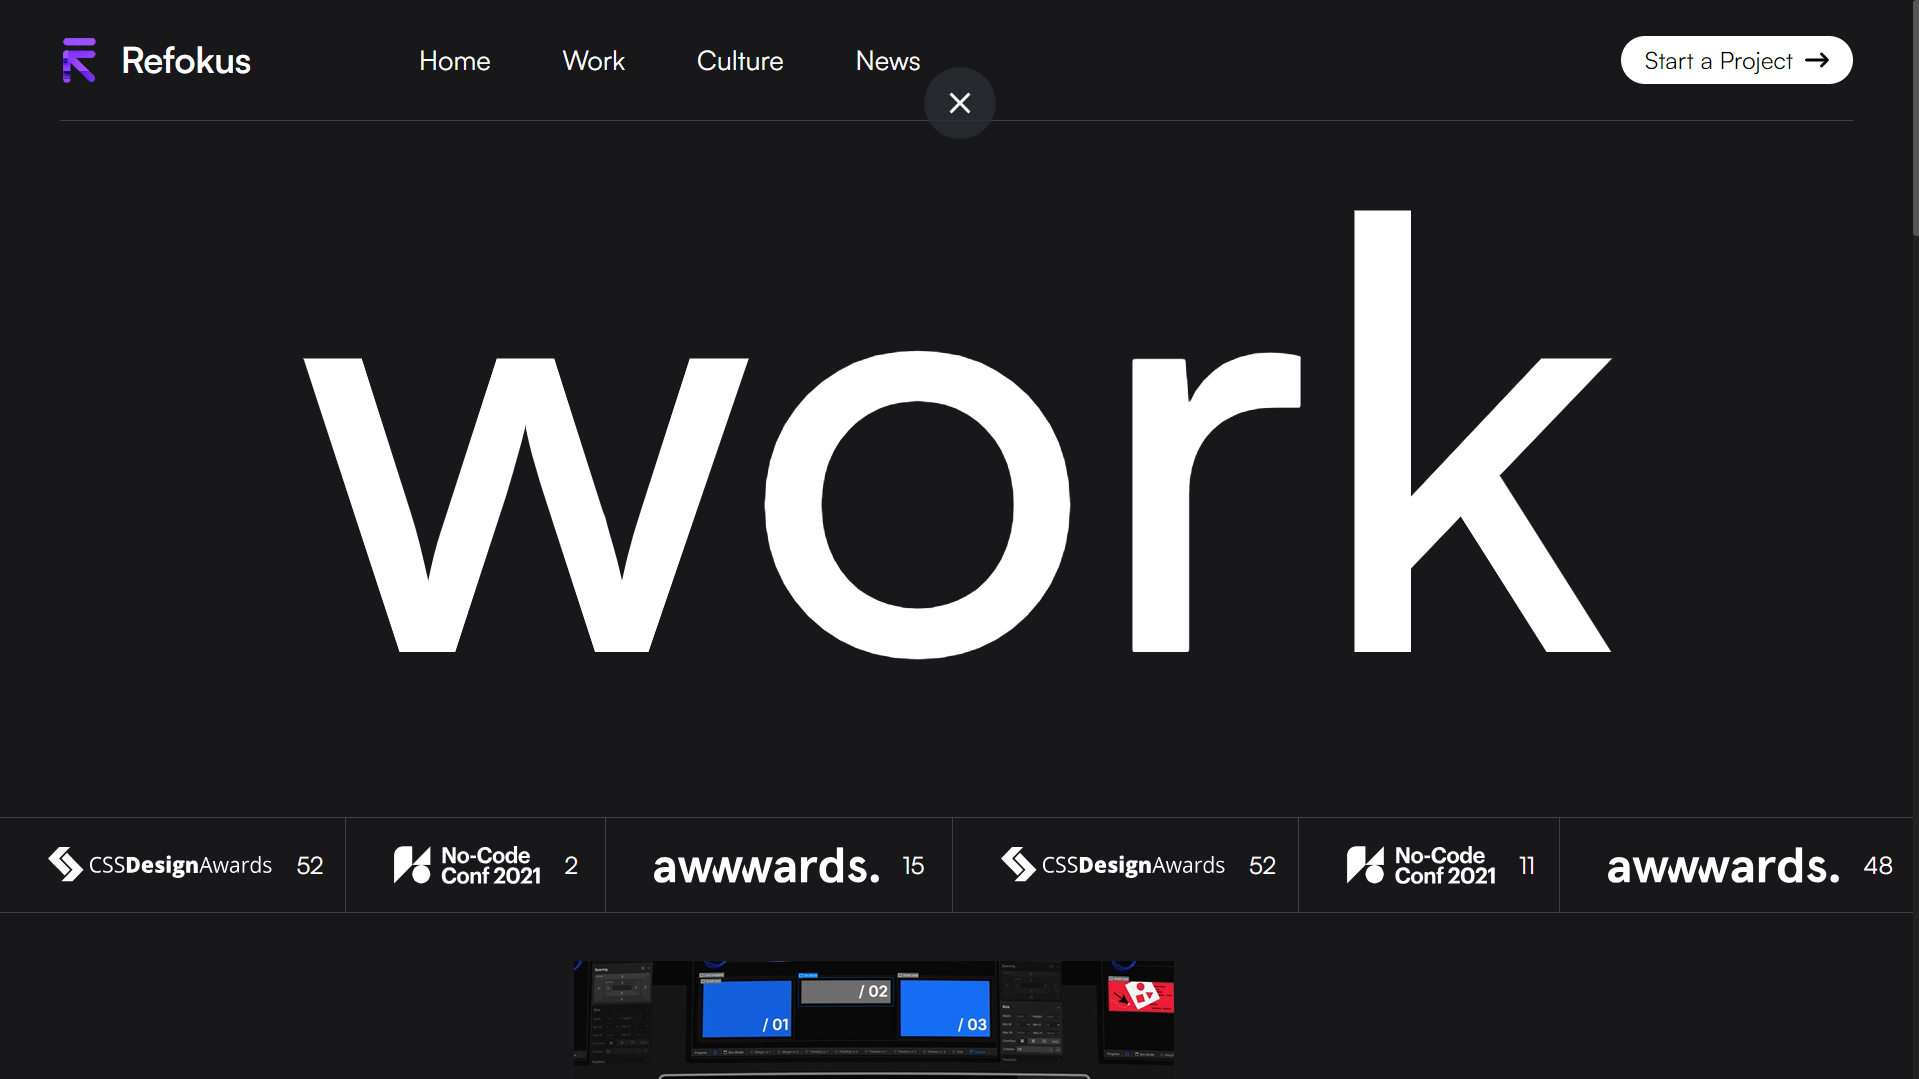 Refokus
Home
Work
Culture
News
Start a Project
work
CSSDesignAwards 52
No-Code
Conf 2021
2
awwwards. 15
CSSDesignAwards 52
No-Code
Conf 2021
11
awwwards. 48
/ 01
/ 02
/ 03